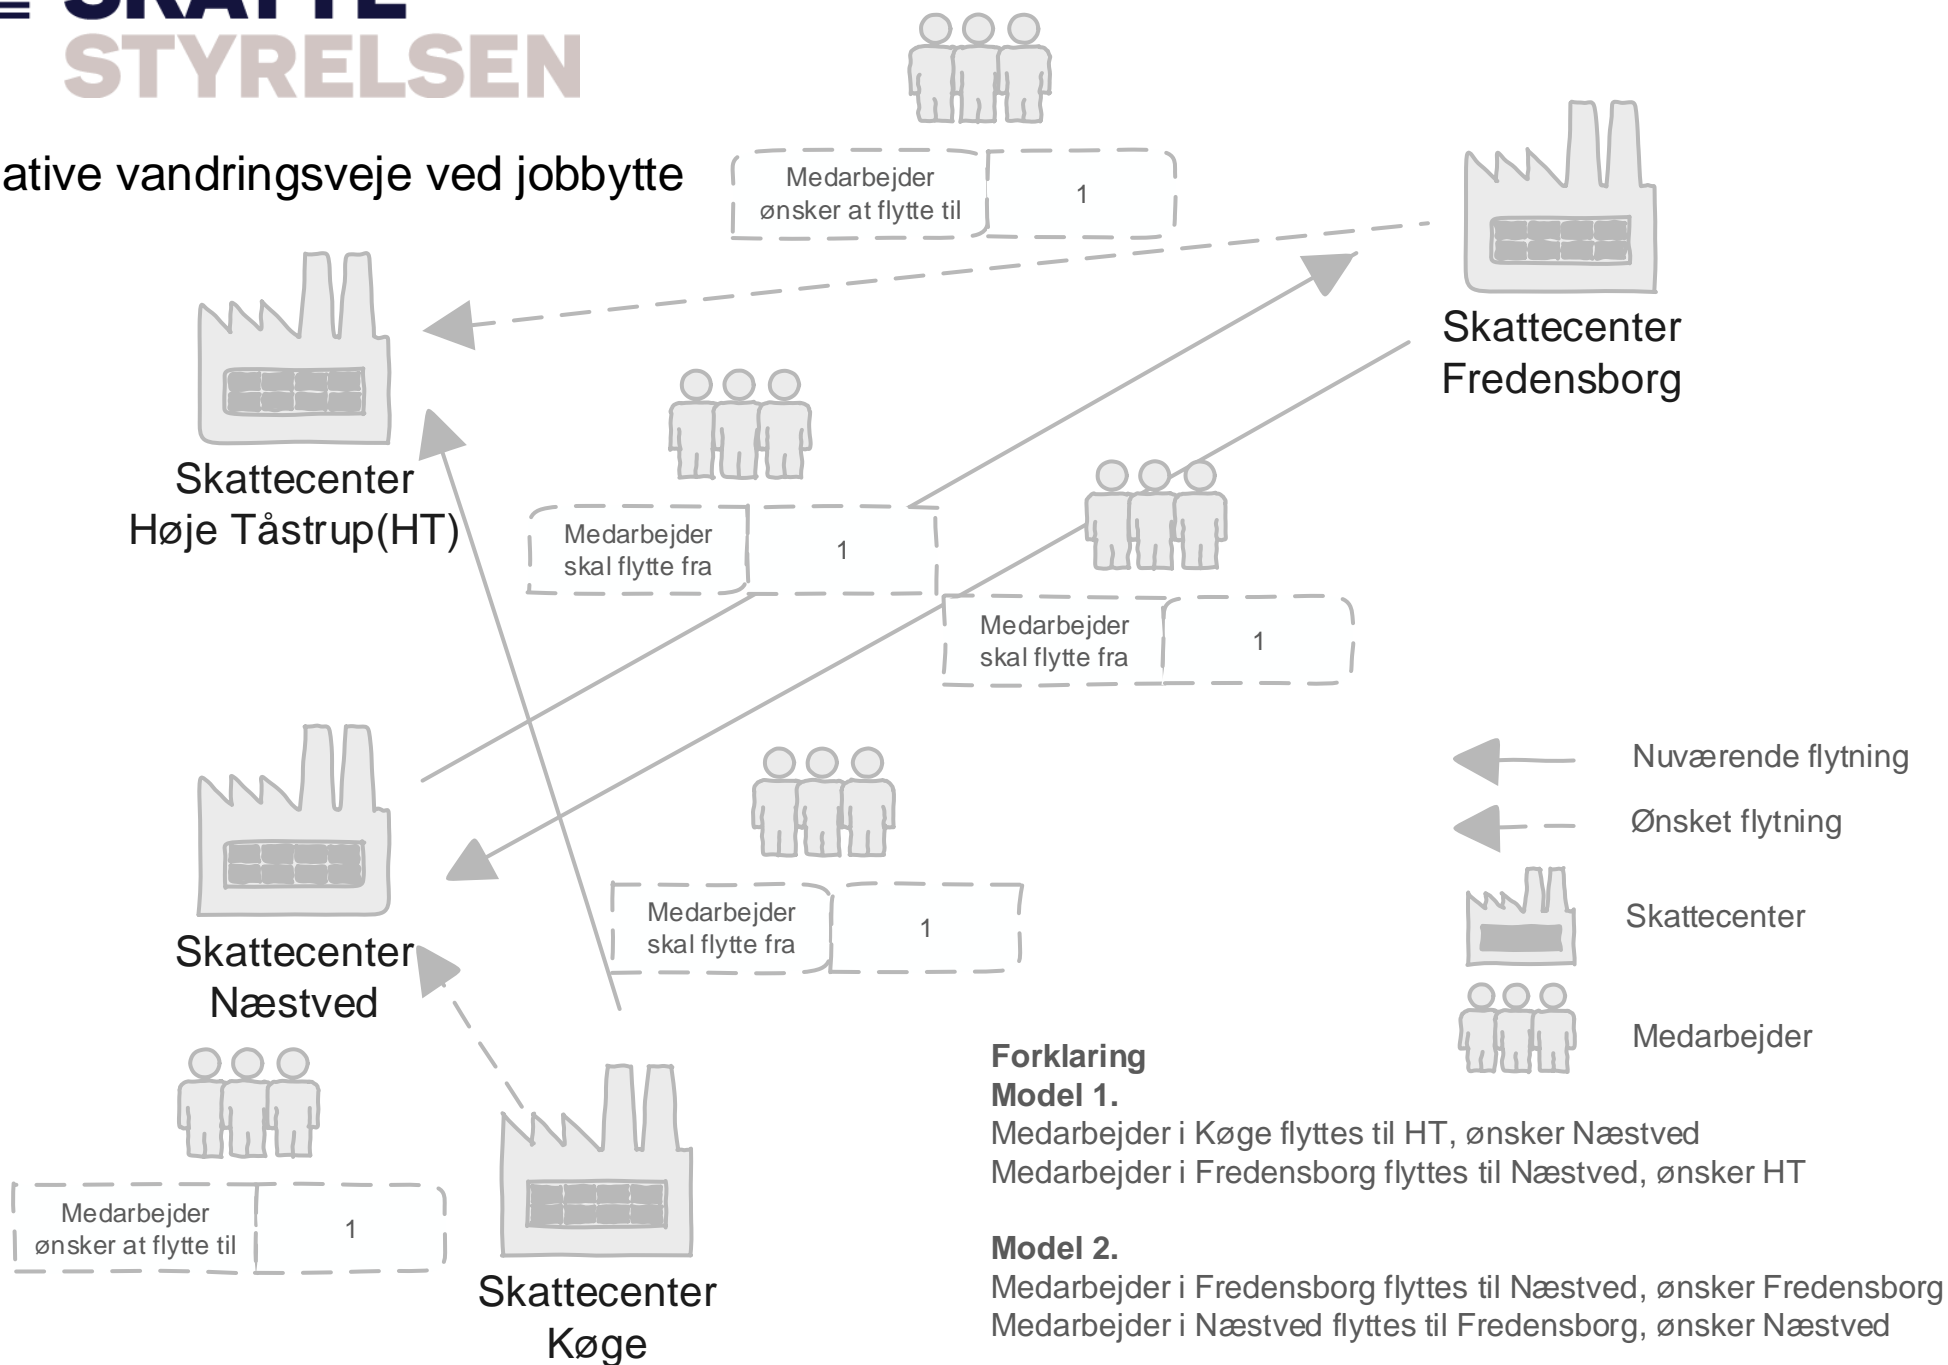 SKATTE
STYRELSEN
ative vandringsveje ved jobbytte
Medarbejder
ønsker at flytte til
1
Skattecenter
Fredensborg
Skattecenter
Høje Tåstrup(HT)
Medarbejder
skal flytte fra
1
Medarbejder
skal flytte fra
1
Nuværende flytning
Ønsket flytning
Skattecenter
Medarbejder
Medarbejder
skal flytte fra
1
Skattecenter
Næstved
Medarbejder
ønsker at flytte til
1
Skattecenter
Køge
Forklaring
Model 1.
Medarbejder i Køge flyttes til HT, ønsker Næstved
Medarbejder i Fredensborg flyttes til Næstved, ønsker HT
Model 2.
Medarbejder i Fredensborg flyttes til Næstved, ønsker Fredensborg
Medarbejder i Næstved flyttes til Fredensborg, ønsker Næstved